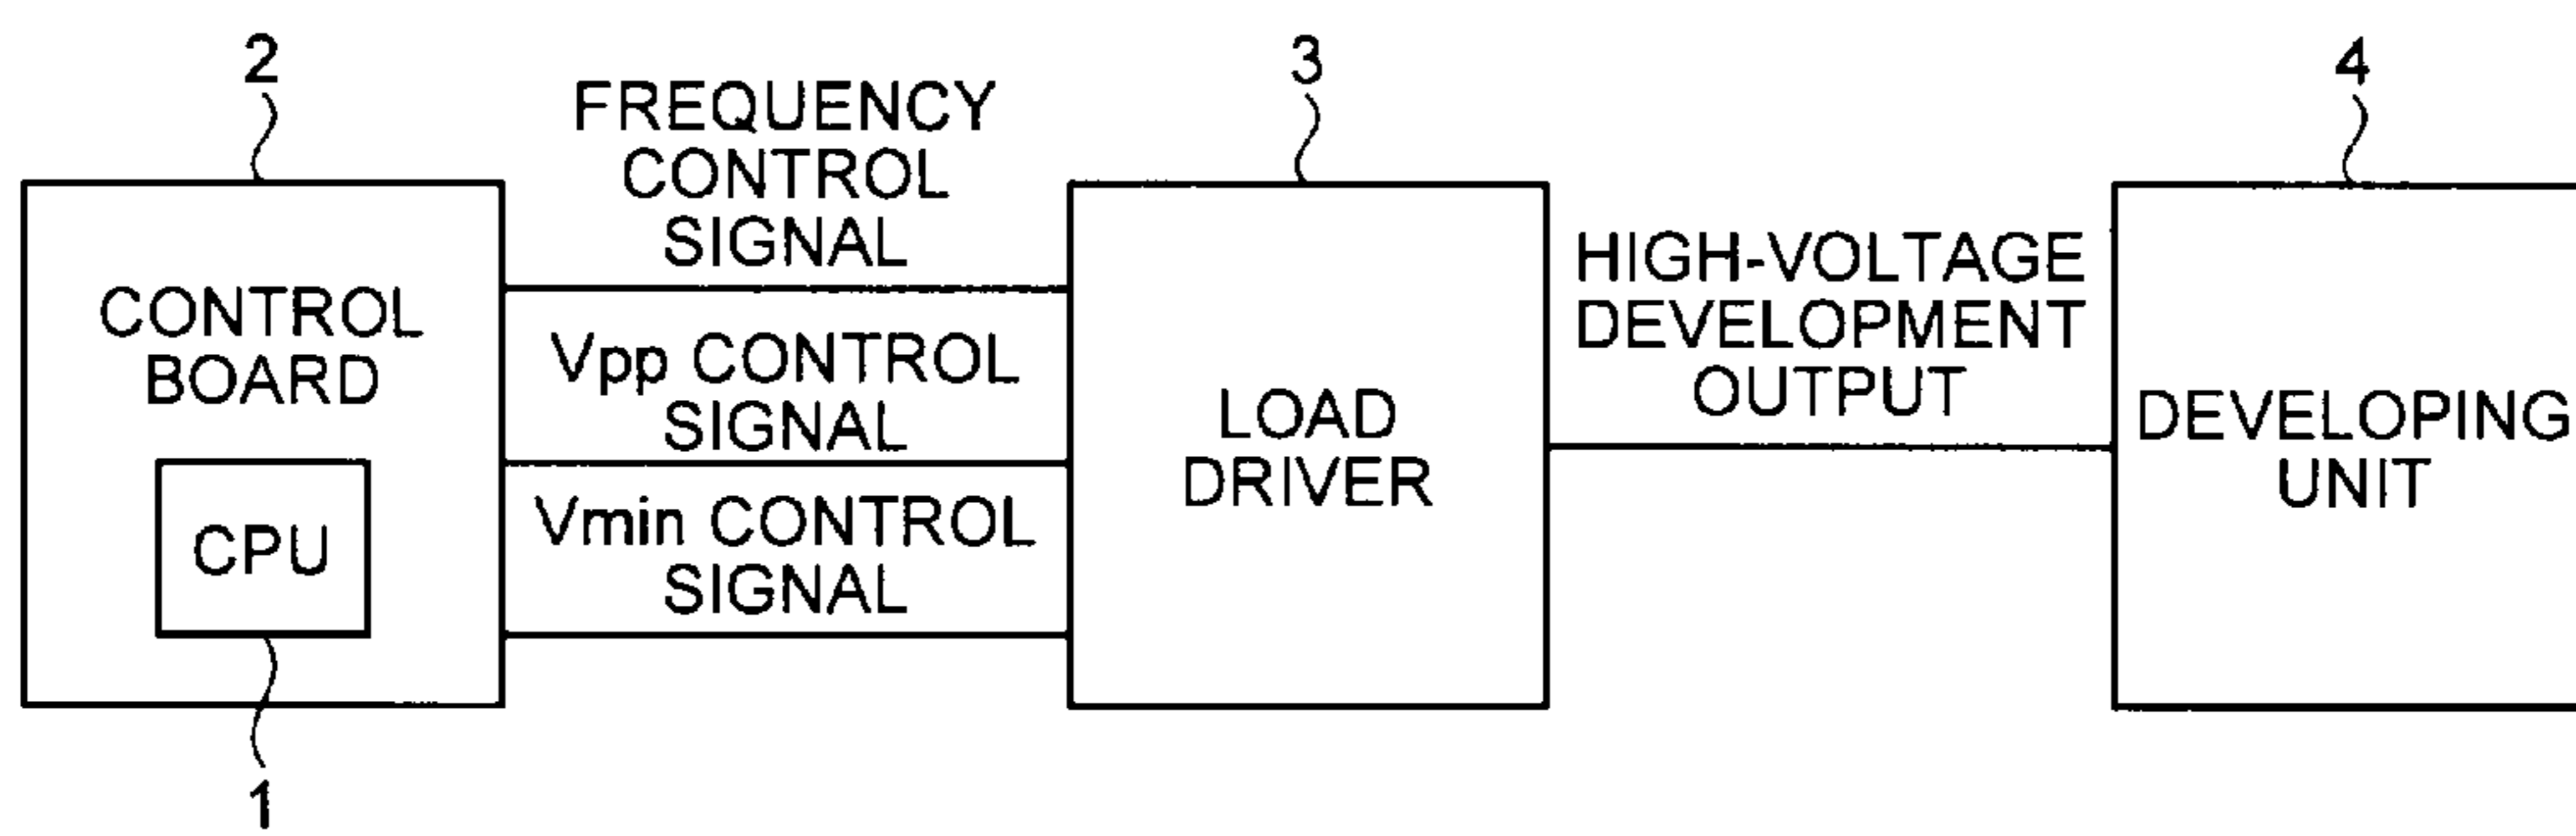 2
3
4
FREQUENCY
CONTROL
SIGNAL
CONTROL
BOARD
CPU
1
Vpp CONTROL
SIGNAL
Vmin CONTROL
SIGNAL
LOAD
DRIVER
HIGH-VOLTAGE
DEVELOPMENT
OUTPUT
DEVELOPING
UNIT